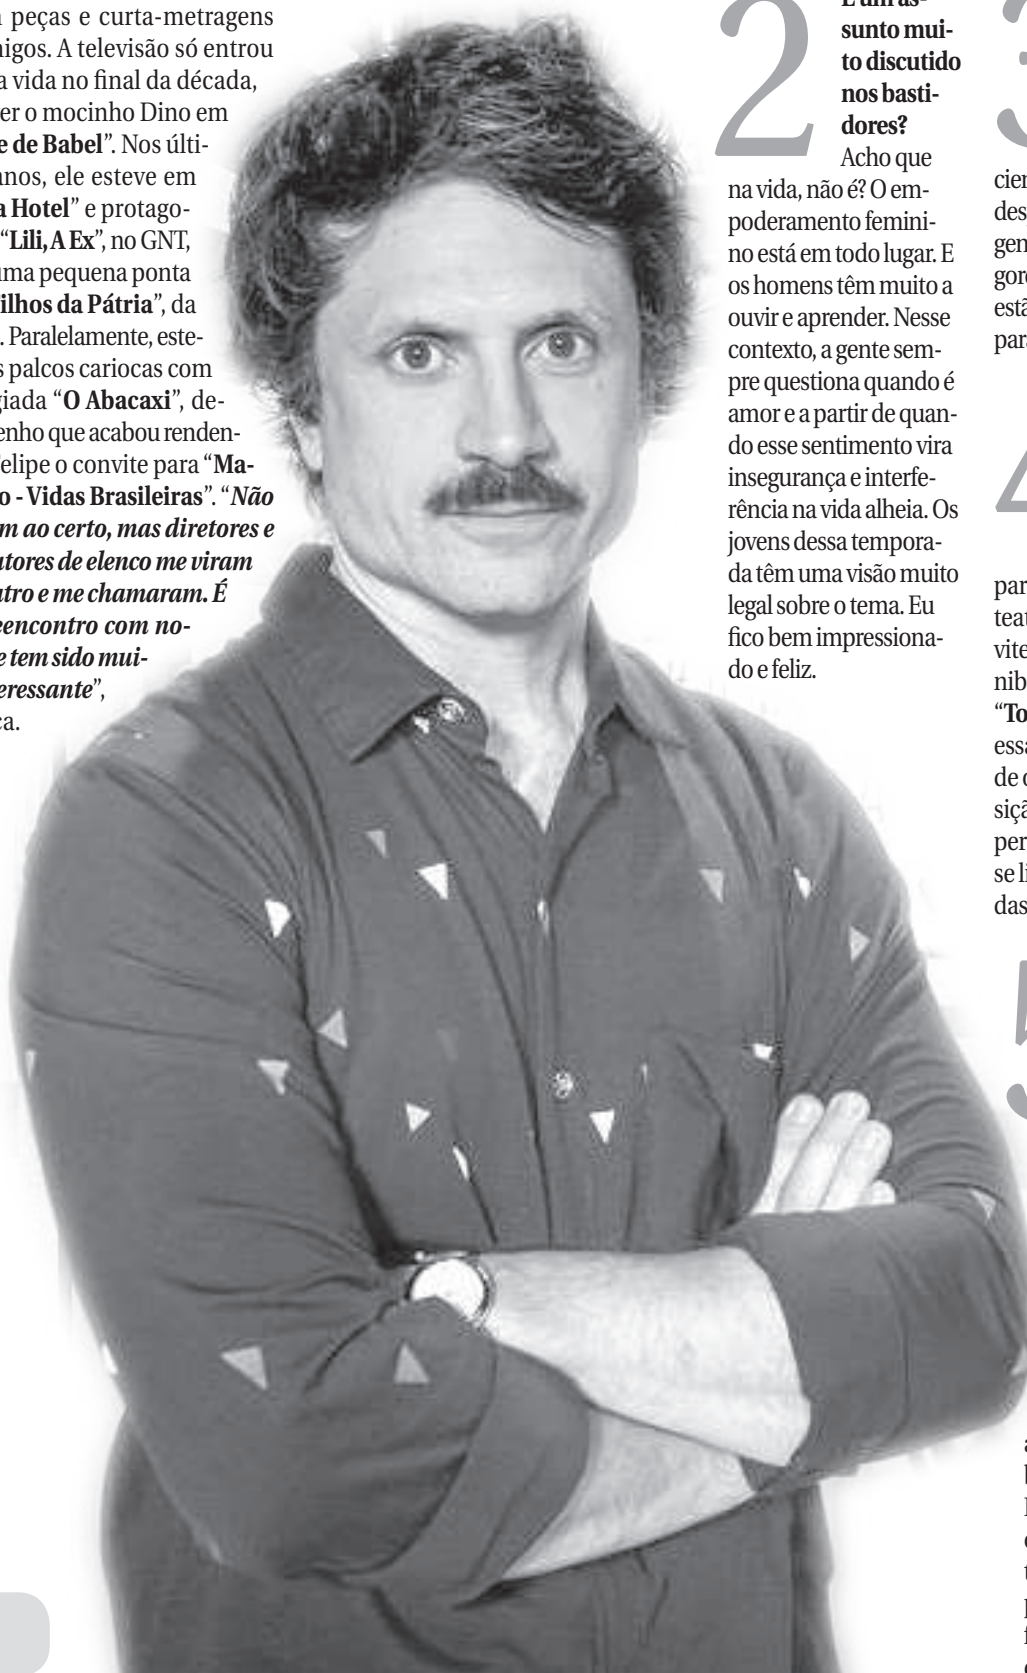 peças e curta-metragens
A televisão só entrou
vida no final da década,
o mocinho Dino em
de Babel”. Nos últi-
anos, ele esteve em
Hotel” e protago-
“Lili, A Ex”, no GNT,
uma pequena ponta
ilhos da Pátria”, da
. Paralelamente, este-
s palcos cariocas com
giada “O Abacaxi”, de-
enho que acabou renden-
elipe o convite para “Ma-
o - Vidas Brasileiras”. “Não
m ao certo, mas diretores e
tores de elenco me viram
tro e me chamaram. É
eencontro com no-
e tem sido mui-
eressante”,
ca.
2
É um as-
sunto mui-
to discutido
nos basti-
dores?
Acho que
na vida, não é? O em-
poderamento femini-
no está em todo lugar. E
os homens têm muito a
ouvir e aprender. Nesse
contexto, a gente sem-
pre questiona quando é
amor e a partir de quan-
do esse sentimento vira
insegurança e interfe-
rência na vida alheia. Os
jovens dessa tempora-
da têm uma visão muito
legal sobre o tema. Eu
fico bem impressiona-
do e feliz.
3
cien
des
gen
gor
est
par
4
par
teat
vite
nib
“To
ess
de
siçã
per
se li
das
5